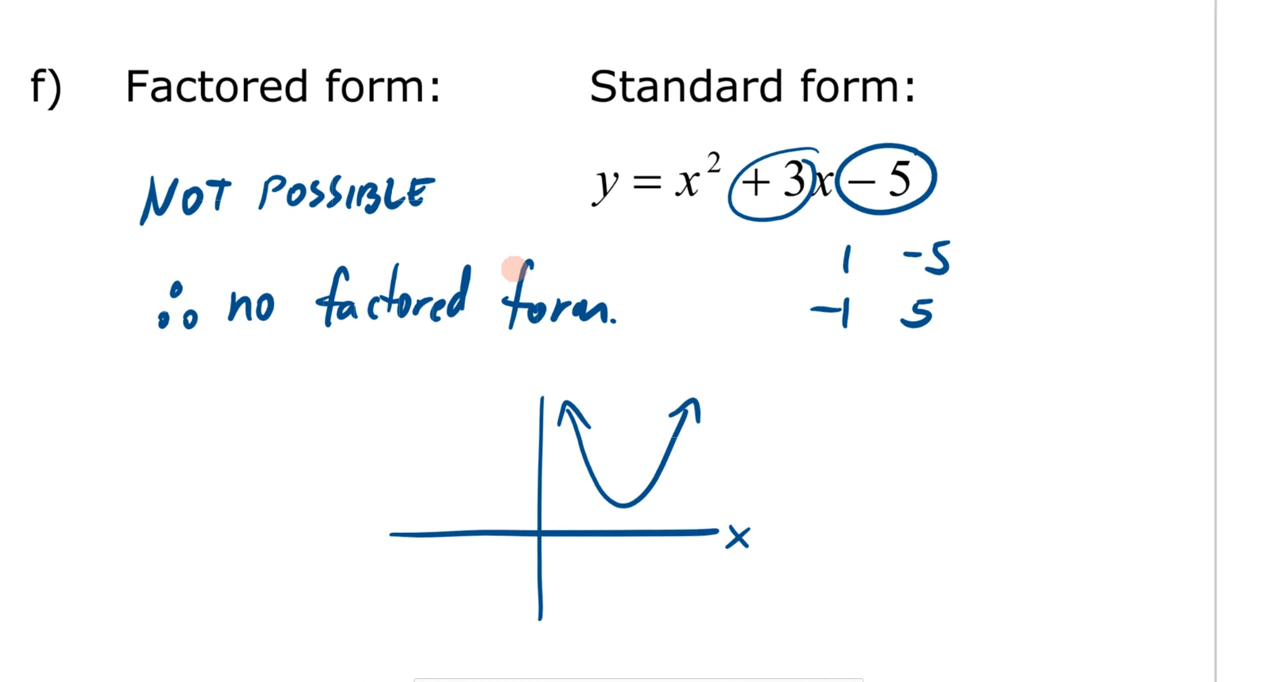 f) Factored form: Standard form:
NOT POSSIBLE y = x² + 3x − 5
1 -5
∴ no factored form. -1 5
x